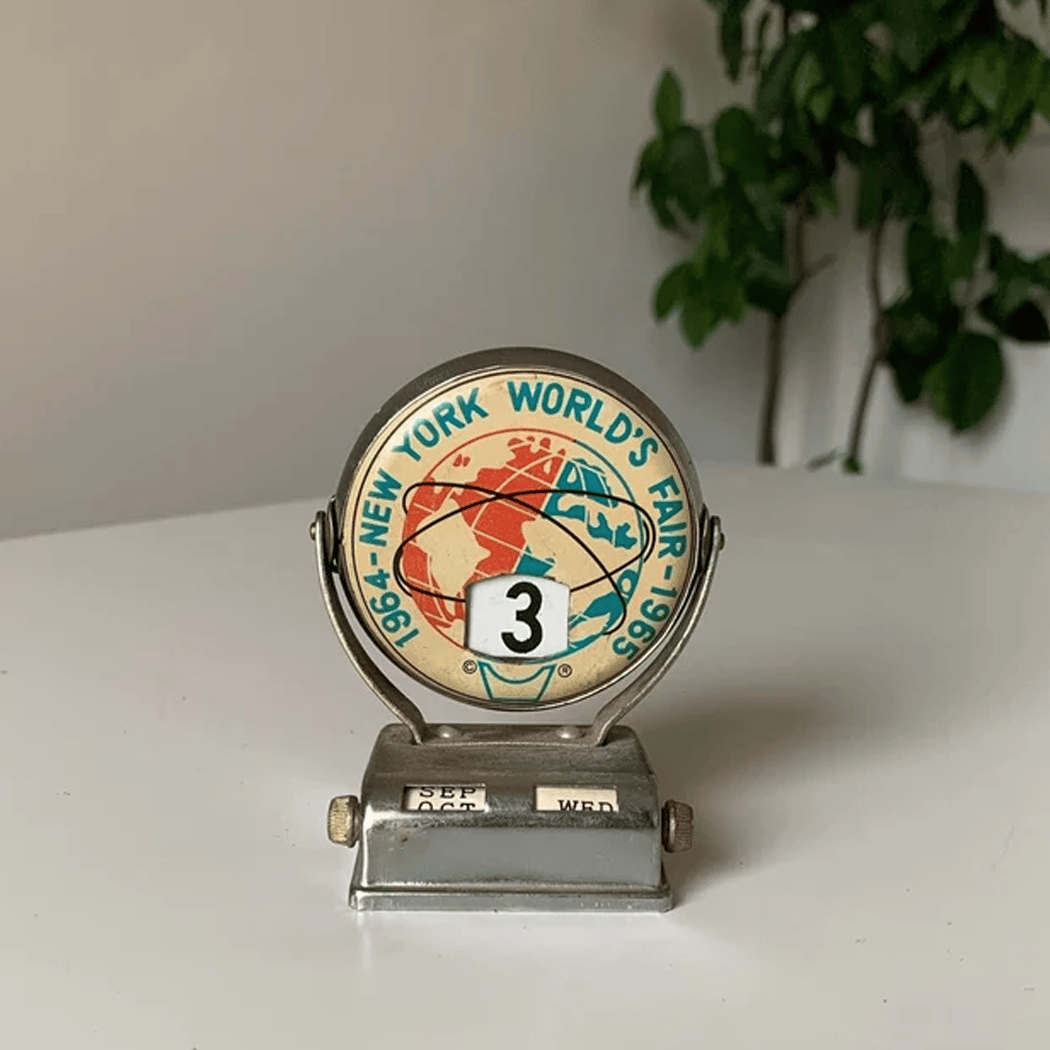 1964-NEW YORK WORLD'S FAIR-1965
3
© ®
SEP WED
OCT